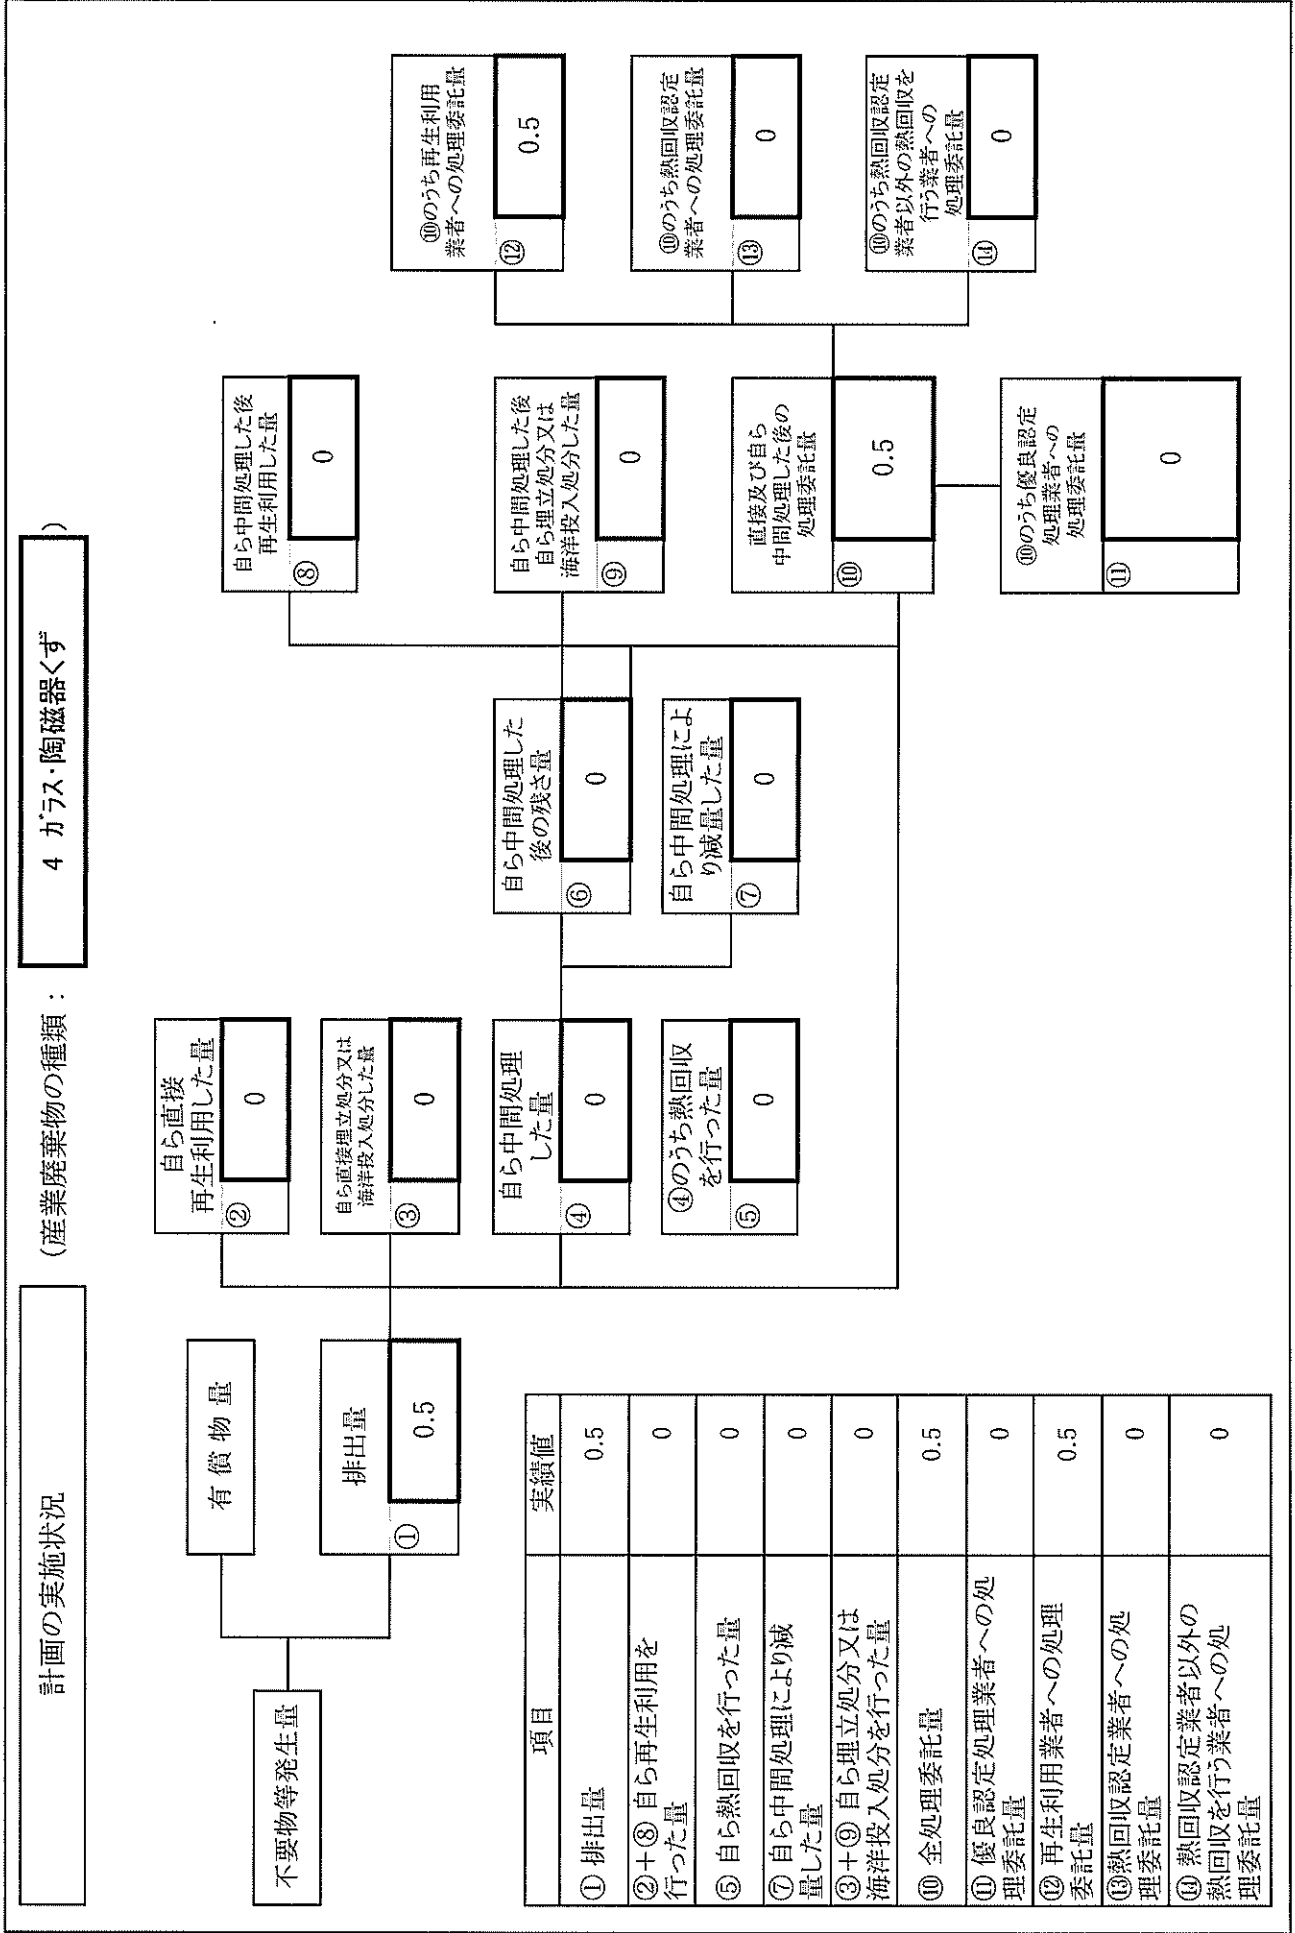 計画の実施状況
(産業廃棄物の種類:
4 ガラス・陶磁器くず
)
不要物等発生量
有償物量
排出量
①
0.5
自ら直接
再生利用した量
②
0
自ら直接埋立処分又は
海洋投入処分した量
③
0
自ら中間処理
した量
④
0
④のうち熱回収
を行った量
⑤
0
自ら中間処理した
後の残さ量
⑥
0
自ら中間処理によ
り減量した量
⑦
0
自ら中間処理した後
再生利用した量
⑧
0
自ら中間処理した後
自ら埋立処分又は
海洋投入処分した量
⑨
0
直接及び自ら
中間処理した後の
処理委託量
⑩
0.5
⑩のうち優良認定
処理業者への
処理委託量
⑪
0
⑩のうち再生利用
業者への処理委託量
⑫
0.5
⑩のうち熱回収認定
業者への処理委託量
⑬
0
⑩のうち熱回収認定
業者以外の熱回収を
行う業者への
処理委託量
⑭
0
項目 実績値
① 排出量 0.5
②+⑧ 自ら再生利用を
行った量 0
⑤ 自ら熱回収を行った量 0
⑦ 自ら中間処理により減
量した量 0
③+⑨ 自ら埋立処分又は
海洋投入処分を行った量 0
⑩ 全処理委託量 0.5
⑪ 優良認定処理業者への処
理委託量 0
⑫ 再生利用業者への処理
委託量 0.5
⑬熱回収認定業者への処
理委託量 0
⑭ 熱回収認定業者以外の
熱回収を行う業者への処
理委託量 0